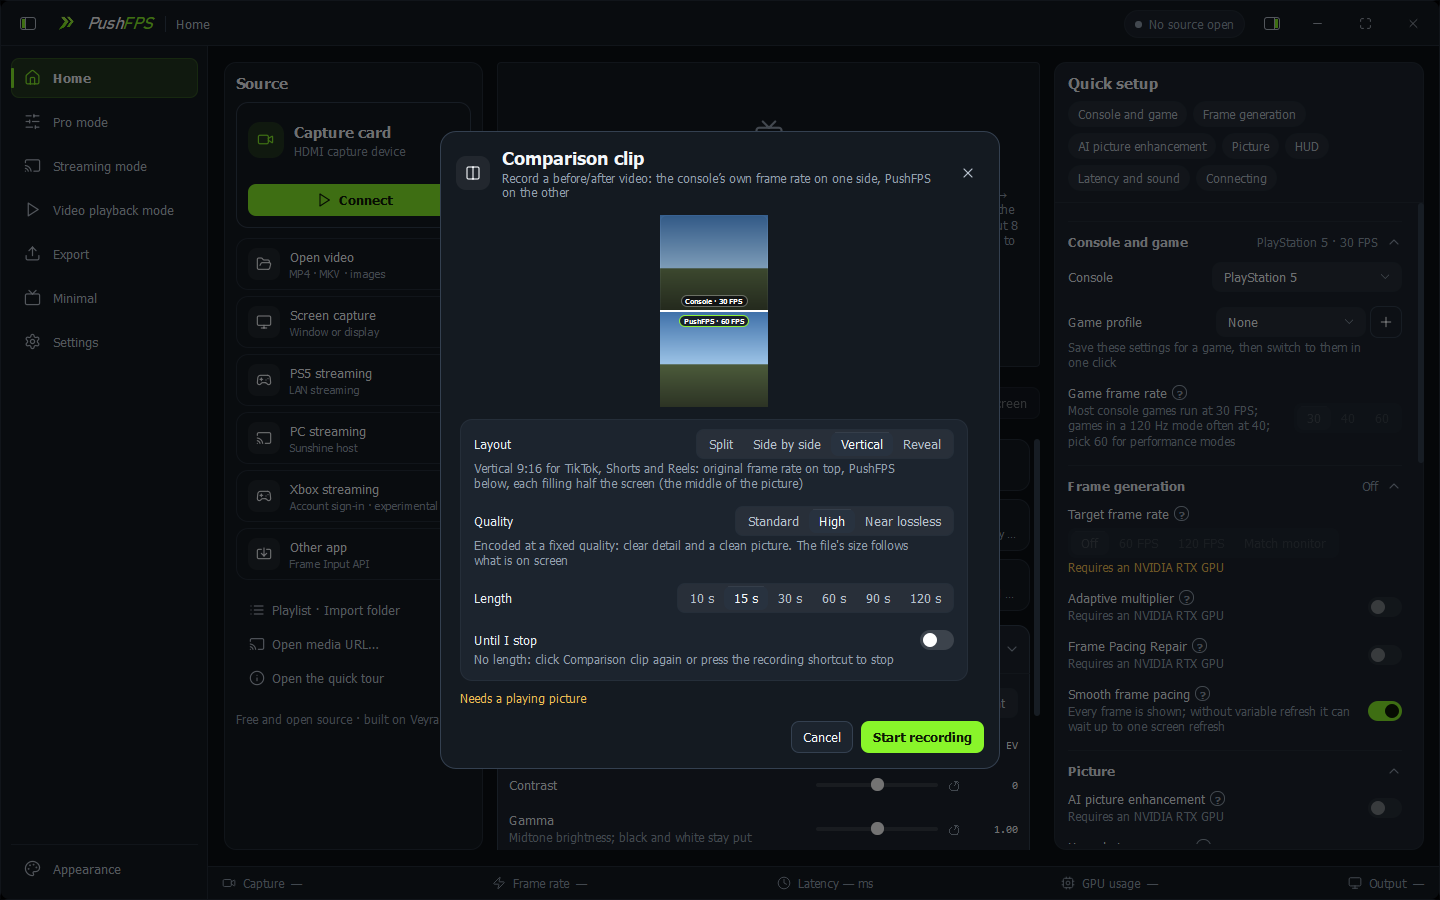 PushFPS
Home
No source open
Home
Pro mode
Streaming mode
Video playback mode
Export
Minimal
Settings
Appearance
Source
Capture card
HDMI capture device
Connect
Open video
MP4 · MKV · images
Screen capture
Window or display
PS5 streaming
LAN streaming
PC streaming
Sunshine host
Xbox streaming
Account sign-in · experimental
Other app
Frame Input API
Playlist · Import folder
Open media URL...
Open the quick tour
Free and open source · built on Veyra
Comparison clip
Record a before/after video: the console's own frame rate on one side, PushFPS
on the other
Console · 30 FPS
PushFPS · 60 FPS
Layout
Split Side by side Vertical Reveal
Vertical 9:16 for TikTok, Shorts and Reels: original frame rate on top, PushFPS
below, each filling half the screen (the middle of the picture)
Quality
Standard High Near lossless
Encoded at a fixed quality: clear detail and a clean picture. The file's size follows
what is on screen
Length
10 s 15 s 30 s 60 s 90 s 120 s
Until I stop
No length: click Comparison clip again or press the recording shortcut to stop
Needs a playing picture
Cancel
Start recording
EV
Contrast
0
Gamma
1.00
Midtone brightness; black and white stay put
Quick setup
Console and game
Frame generation
AI picture enhancement
Picture
HUD
Latency and sound
Connecting
Console and game
PlayStation 5 · 30 FPS
Console
PlayStation 5
Game profile
None
Save these settings for a game, then switch to them in
one click
Game frame rate
Most console games run at 30 FPS;
games in a 120 Hz mode often at 40;
pick 60 for performance modes
30 40 60
Frame generation
Off
Target frame rate
Off 60 FPS 120 FPS Match monitor
Requires an NVIDIA RTX GPU
Adaptive multiplier
Requires an NVIDIA RTX GPU
Frame Pacing Repair
Requires an NVIDIA RTX GPU
Smooth frame pacing
Every frame is shown; without variable refresh it can
wait up to one screen refresh
Picture
AI picture enhancement
Requires an NVIDIA RTX GPU
Capture —
Frame rate —
Latency — ms
GPU usage —
Output —